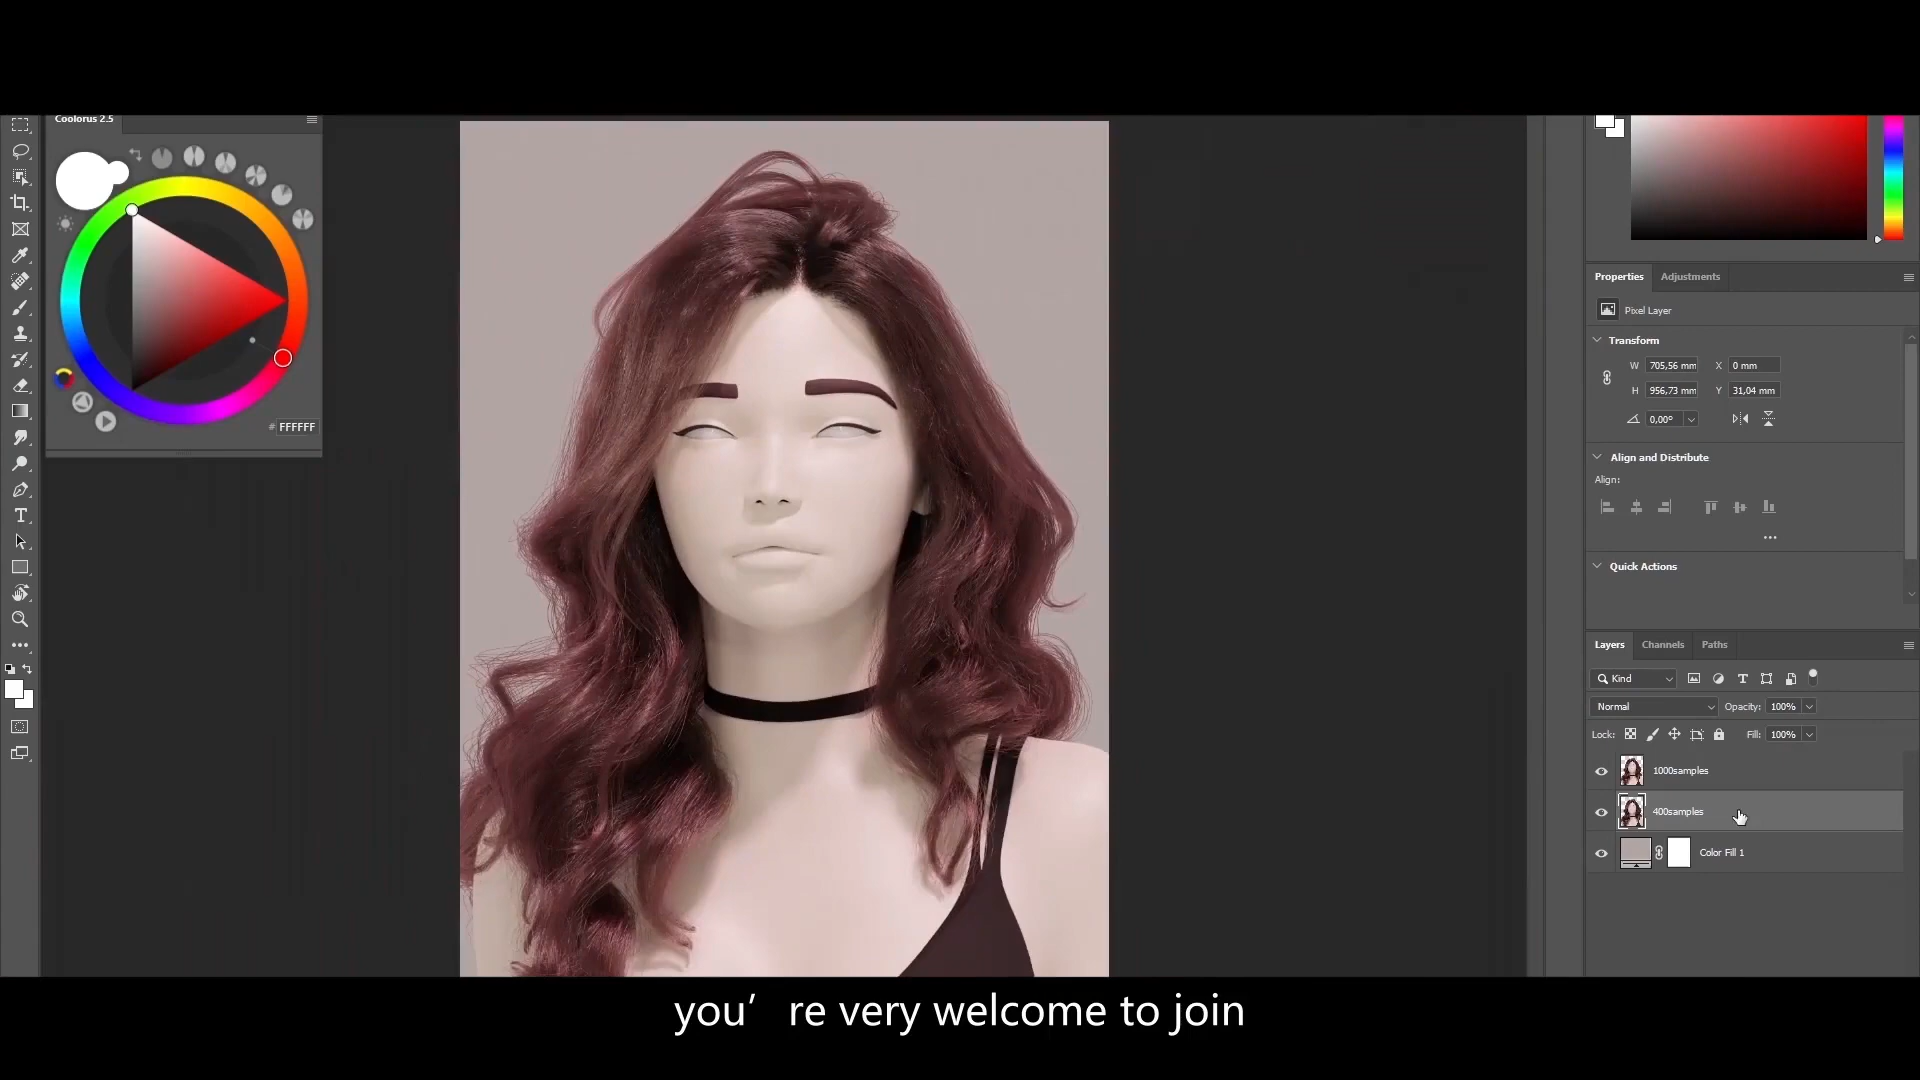 Coolorus 2.5
# FFFFFF
Properties Adjustments
Pixel Layer
Transform
W 705,56 mm X 0 mm
H 956,73 mm Y 31,04 mm
0,00°
Align and Distribute
Align:
Quick Actions
Layers Channels Paths
Kind
Normal Opacity: 100%
Lock: Fill: 100%
1000samples
400samples
Color Fill 1
you’re very welcome to join